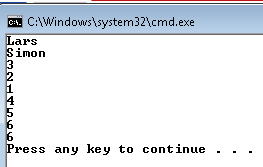 C:\Windows\system32\cmd.exe
Lars
Simon
3
2
1
4
5
6
6
Press any key to continue . . .